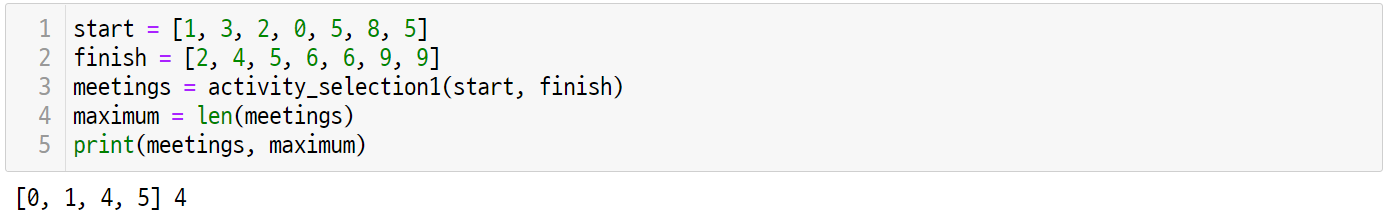 1 start = [1, 3, 2, 0, 5, 8, 5]
2 finish = [2, 4, 5, 6, 6, 9, 9]
3 meetings = activity_selection1(start, finish)
4 maximum = len(meetings)
5 print(meetings, maximum)
[0, 1, 4, 5] 4